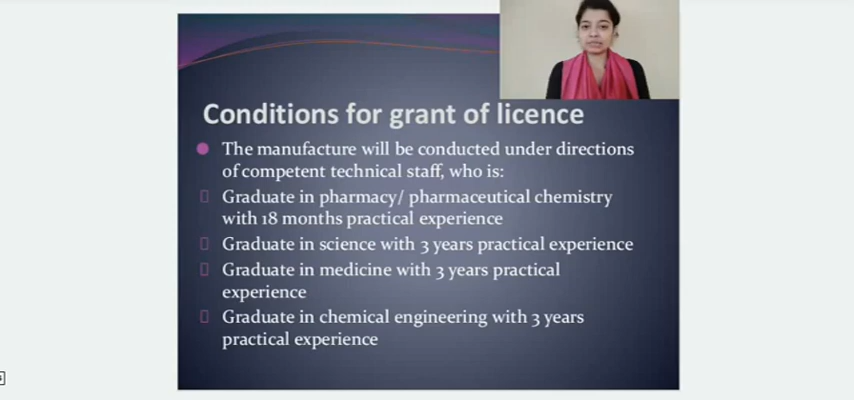 Conditions for grant of licence
The manufacture will be conducted under directions
of competent technical staff, who is:
Graduate in pharmacy/ pharmaceutical chemistry
with 18 months practical experience
Graduate in science with 3 years practical experience
Graduate in medicine with 3 years practical
experience
Graduate in chemical engineering with 3 years
practical experience